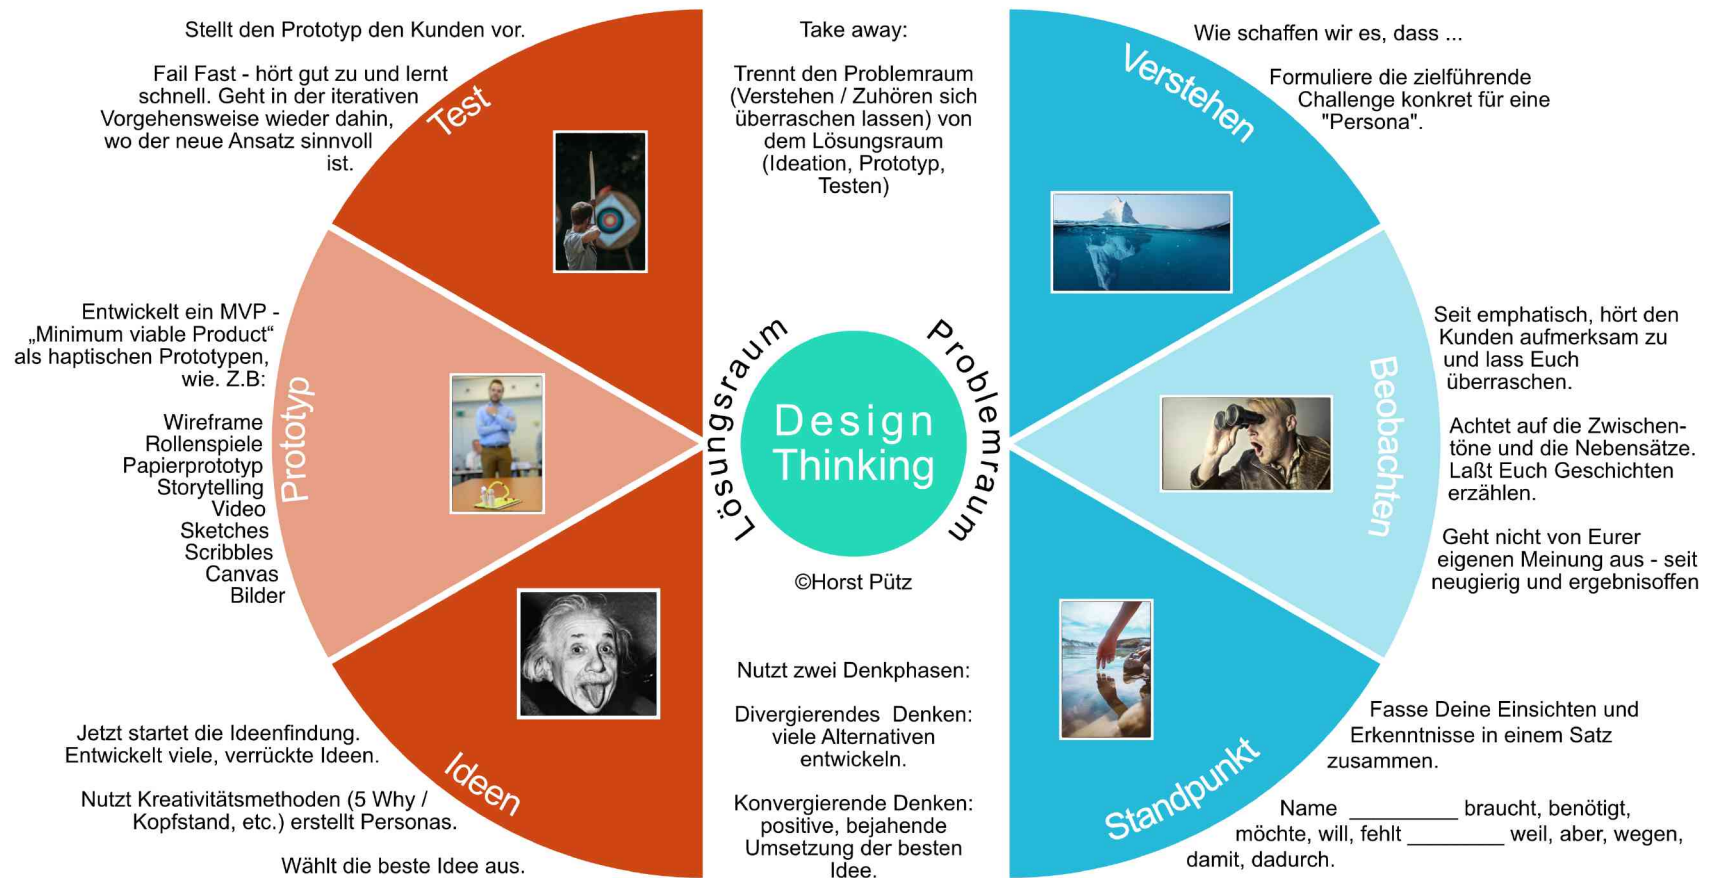 Stellt den Prototyp den Kunden vor.
Fail Fast - hört gut zu und lernt
schnell. Geht in der iterativen
Vorgehensweise wieder dahin,
wo der neue Ansatz sinnvoll
ist.
Test
Take away:
Trennt den Problemraum
(Verstehen / Zuhören sich
überraschen lassen) von
dem Lösungsraum
(Ideation, Prototyp,
Testen)
Verstehen
Wie schaffen wir es, dass ...
Formuliere die zielführende
Challenge konkret für eine
"Persona".
Entwickelt ein MVP -
„Minimum viable Product“
als haptischen Prototypen,
wie. Z.B:
Wireframe
Rollenspiele
Papierprototyp
Storytelling
Video
Sketches
Scribbles
Canvas
Bilder
Prototyp
Lösungsraum
Design
Thinking
Problemraum
©Horst Pütz
Beobachten
Seit emphatisch, hört den
Kunden aufmerksam zu
und lass Euch
überraschen.
Achtet auf die Zwischen-
töne und die Nebensätze.
Laßt Euch Geschichten
erzählen.
Geht nicht von Eurer
eigenen Meinung aus - seit
neugierig und ergebnisoffen
Jetzt startet die Ideenfindung.
Entwickelt viele, verrückte Ideen.
Nutzt Kreativitätsmethoden (5 Why /
Kopfstand, etc.) erstellt Personas.
Wählt die beste Idee aus.
Ideen
Nutzt zwei Denkphasen:
Divergierendes Denken:
viele Alternativen
entwickeln.
Konvergierende Denken:
positive, bejahende
Umsetzung der besten
Idee.
Standpunkt
Fasse Deine Einsichten und
Erkenntnisse in einem Satz
zusammen.
Name __________ braucht, benötigt,
möchte, will, fehlt _________ weil, aber, wegen,
damit, dadurch.